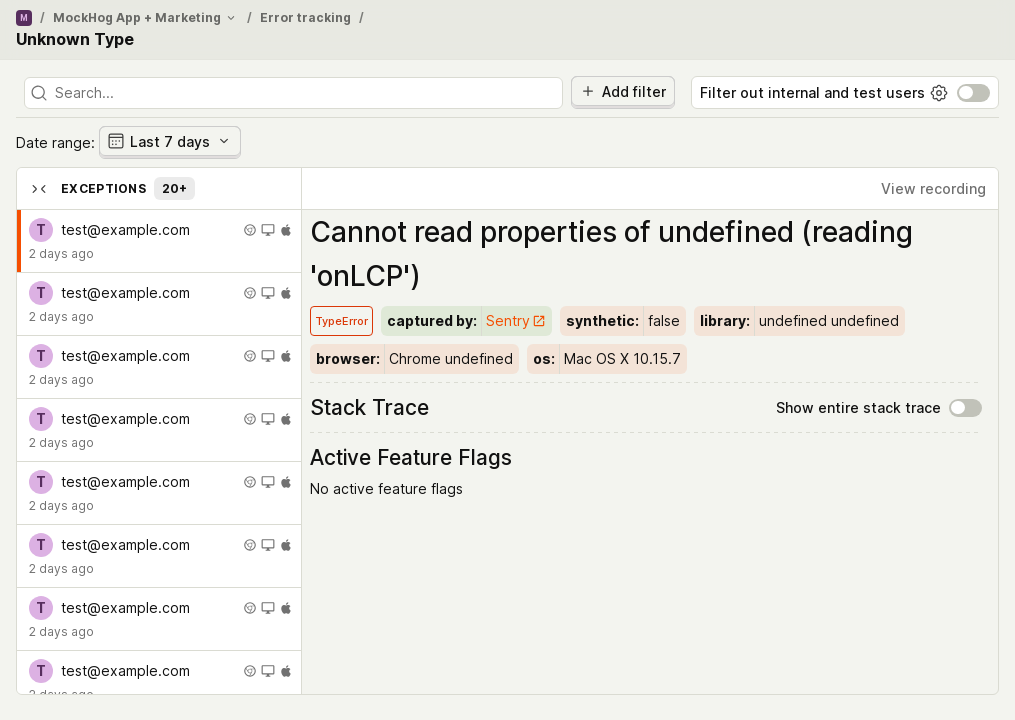 M / MockHog App + Marketing / Error tracking /
Unknown Type
Search...
Add filter
Filter out internal and test users
Date range: Last 7 days
EXCEPTIONS 20+
View recording
T test@example.com
2 days ago
T test@example.com
2 days ago
T test@example.com
2 days ago
T test@example.com
2 days ago
T test@example.com
2 days ago
T test@example.com
2 days ago
T test@example.com
2 days ago
T test@example.com
2 days ago
Cannot read properties of undefined (reading
'onLCP')
TypeError captured by: Sentry synthetic: false library: undefined undefined
browser: Chrome undefined os: Mac OS X 10.15.7
Stack Trace
Show entire stack trace
Active Feature Flags
No active feature flags